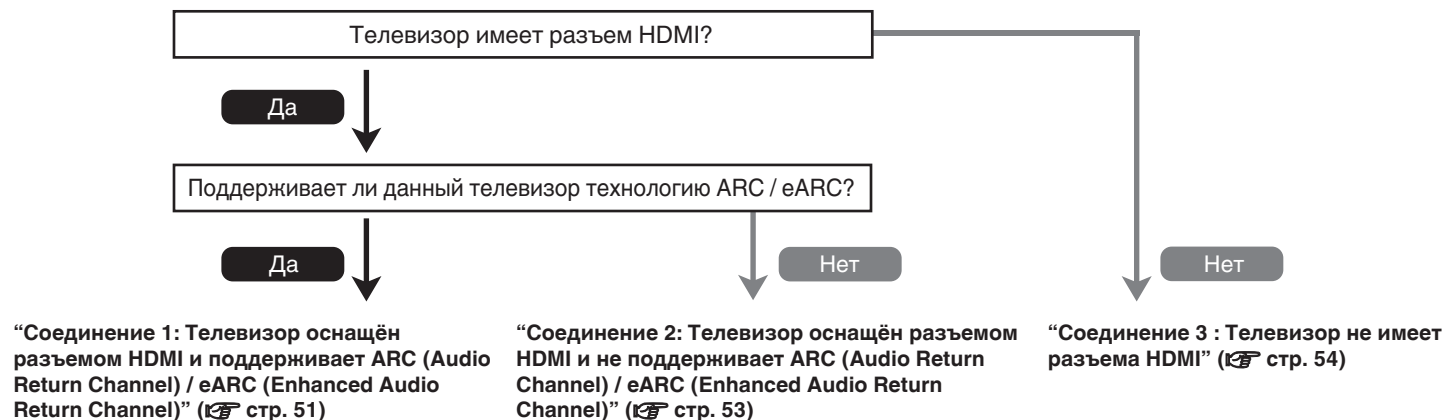 Телевизор имеет разъем HDMI?
Да
Поддерживает ли данный телевизор технологию ARC / eARC?
Да
Нет
Нет
“Соединение 1: Телевизор оснащён
разъемом HDMI и поддерживает ARC (Audio
Return Channel) / eARC (Enhanced Audio
Return Channel)” (☞ стр. 51)
“Соединение 2: Телевизор оснащён разъемом
HDMI и не поддерживает ARC (Audio Return
Channel) / eARC (Enhanced Audio Return
Channel)” (☞ стр. 53)
“Соединение 3 : Телевизор не имеет
разъема HDMI” (☞ стр. 54)